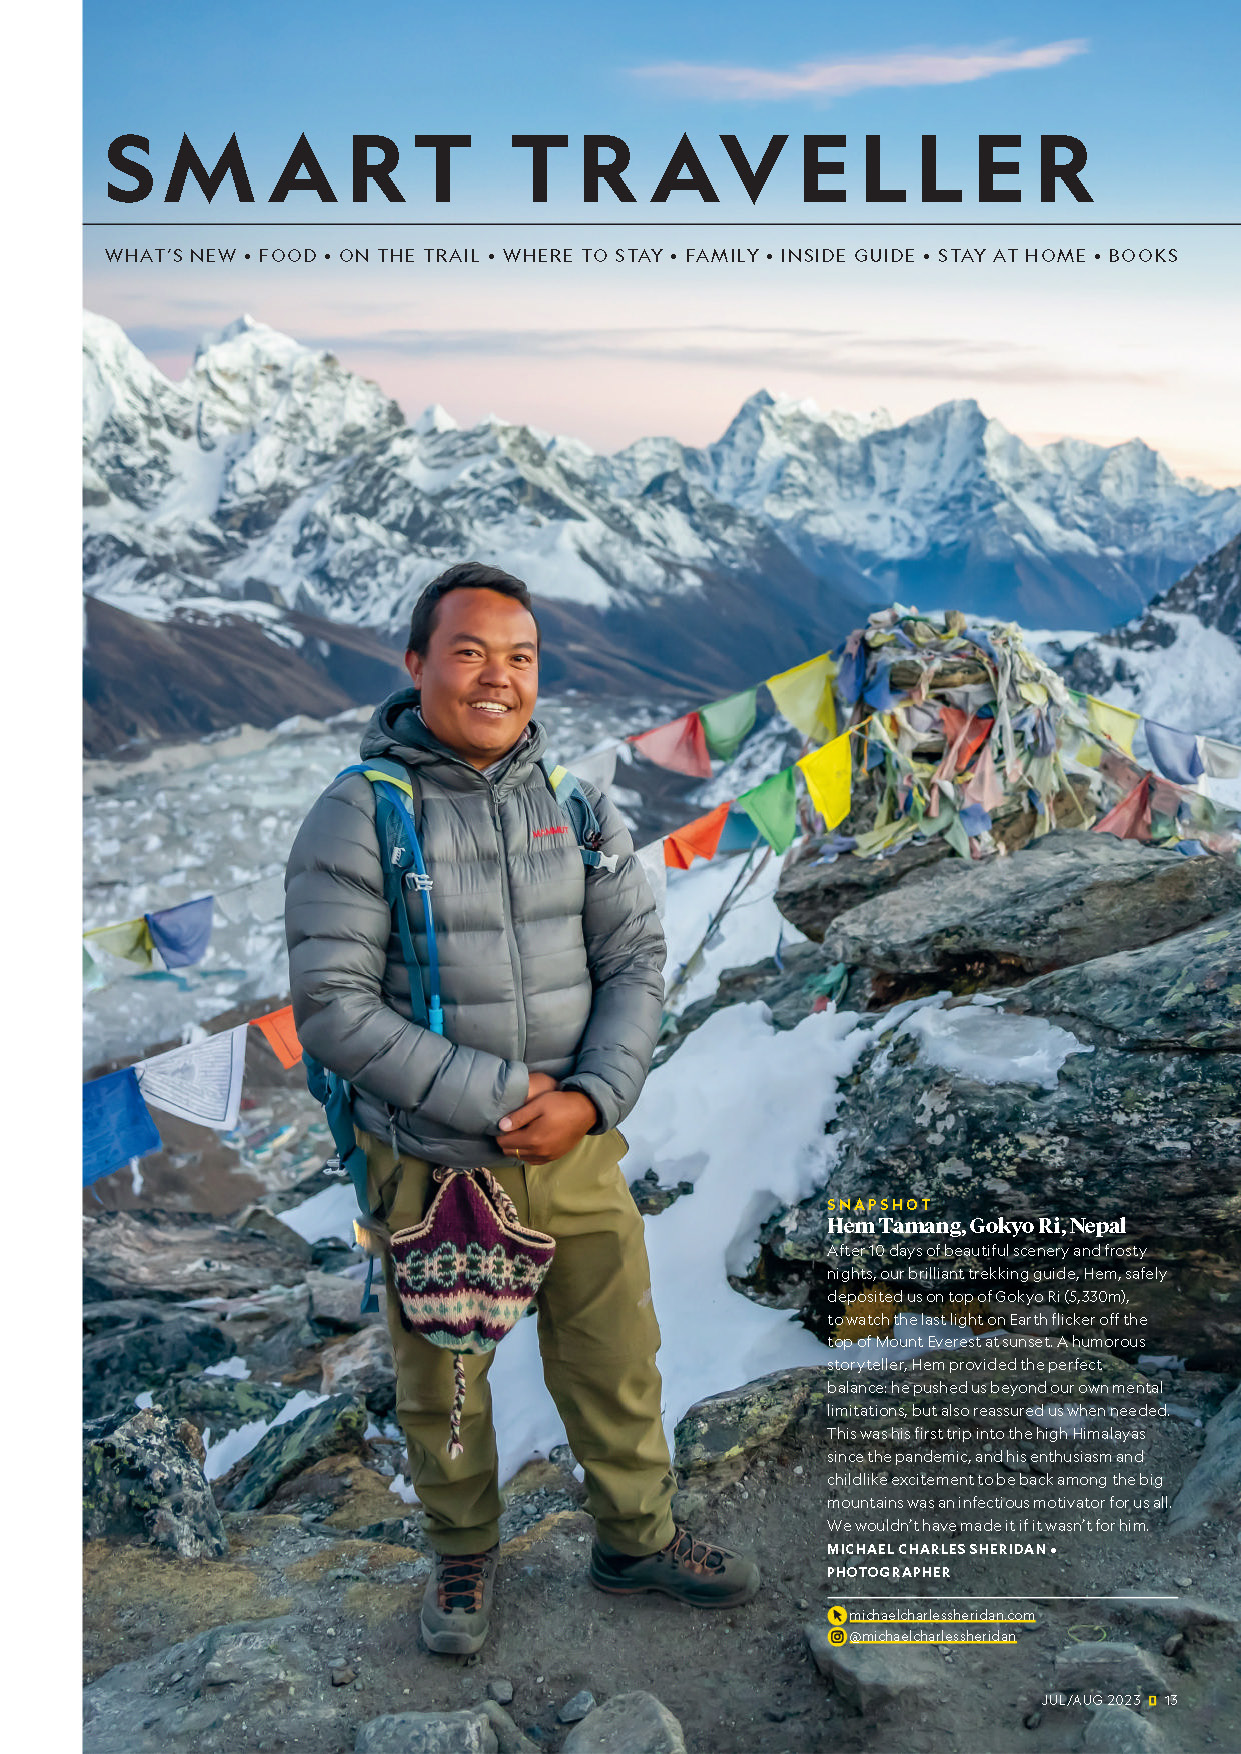 SMART TRAVELLER
WHAT'S NEW • FOOD • ON THE TRAIL • WHERE TO STAY • FAMILY • INSIDE GUIDE • STAY AT HOME • BOOKS
MAMMUT
SNAPSHOT
Hem Tamang, Gokyo Ri, Nepal
After 10 days of beautiful scenery and frosty
nights, our brilliant trekking guide, Hem, safely
deposited us on top of Gokyo Ri (5,330m),
to watch the last light on Earth flicker off the
top of Mount Everest at sunset. A humorous
storyteller, Hem provided the perfect
balance: he pushed us beyond our own mental
limitations, but also reassured us when needed.
This was his first trip into the high Himalayas
since the pandemic, and his enthusiasm and
childlike excitement to be back among the big
mountains was an infectious motivator for us all.
We wouldn't have made it if it wasn't for him.
MICHAEL CHARLES SHERIDAN •
PHOTOGRAPHER
michaelcharlessheridan.com
@michaelcharlessheridan
JUL/AUG 2023 13